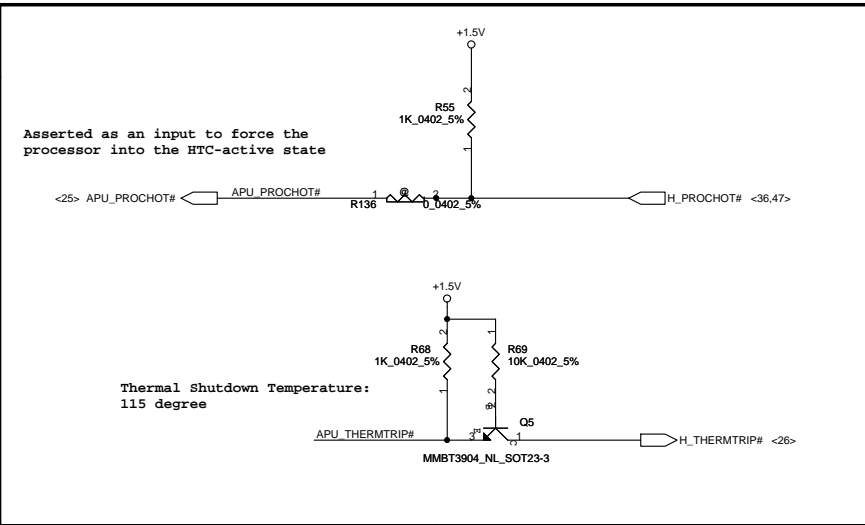 +1.5V
2
R55
1K_0402_5%
1
Asserted as an input to force the
processor into the HTC-active state
<25> APU_PROCHOT#
APU_PROCHOT#
1
@
2
R136
0_0402_5%
H_PROCHOT# <36,47>
+1.5V
2
R68
1K_0402_5%
1
1
R69
10K_0402_5%
2
Thermal Shutdown Temperature:
115 degree
2
B
Q5
APU_THERMTRIP#
3
E
1
C
H_THERMTRIP# <26>
MMBT3904_NL_SOT23-3